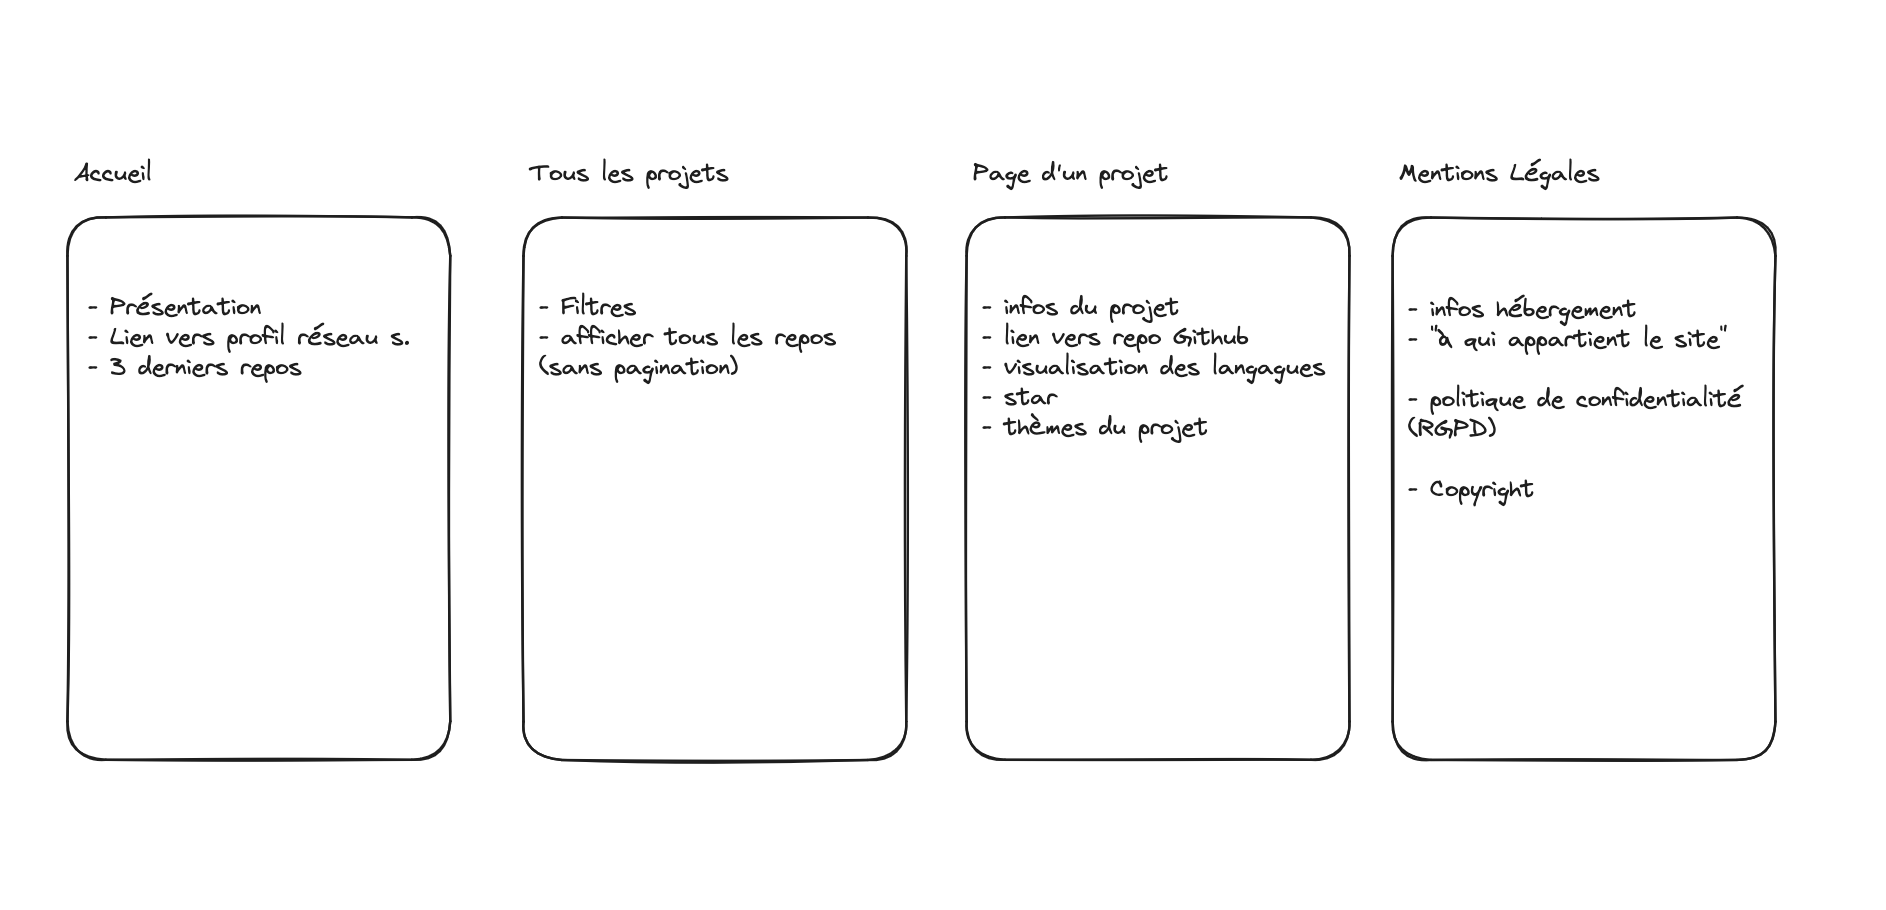 Accueil
- Présentation
- Lien vers profil réseau s.
- 3 derniers repos
Tous les projets
- Filtres
- afficher tous les repos
(sans pagination)
Page d'un projet
- infos du projet
- lien vers repo Github
- visualisation des langagues
- star
- thèmes du projet
Mentions Légales
- infos hébergement
- "à qui appartient le site"
- politique de confidentialité
(RGPD)
- Copyright